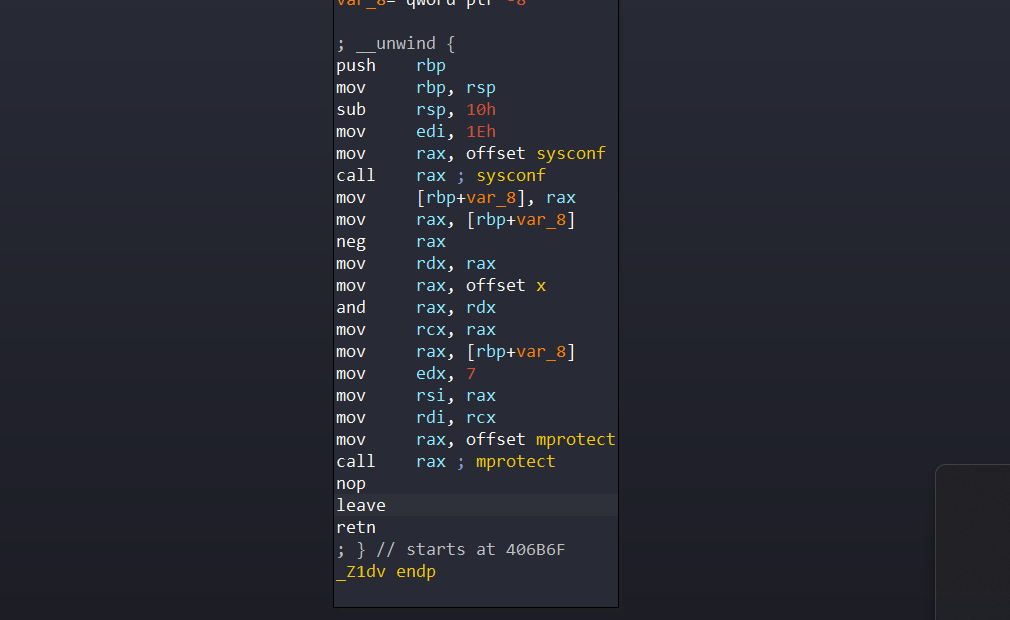 var_8= qword ptr -8
; __unwind {
push rbp
mov rbp, rsp
sub rsp, 10h
mov edi, 1Eh
mov rax, offset sysconf
call rax ; sysconf
mov [rbp+var_8], rax
mov rax, [rbp+var_8]
neg rax
mov rdx, rax
mov rax, offset x
and rax, rdx
mov rcx, rax
mov rax, [rbp+var_8]
mov edx, 7
mov rsi, rax
mov rdi, rcx
mov rax, offset mprotect
call rax ; mprotect
nop
leave
retn
; } // starts at 406B6F
_Z1dv endp